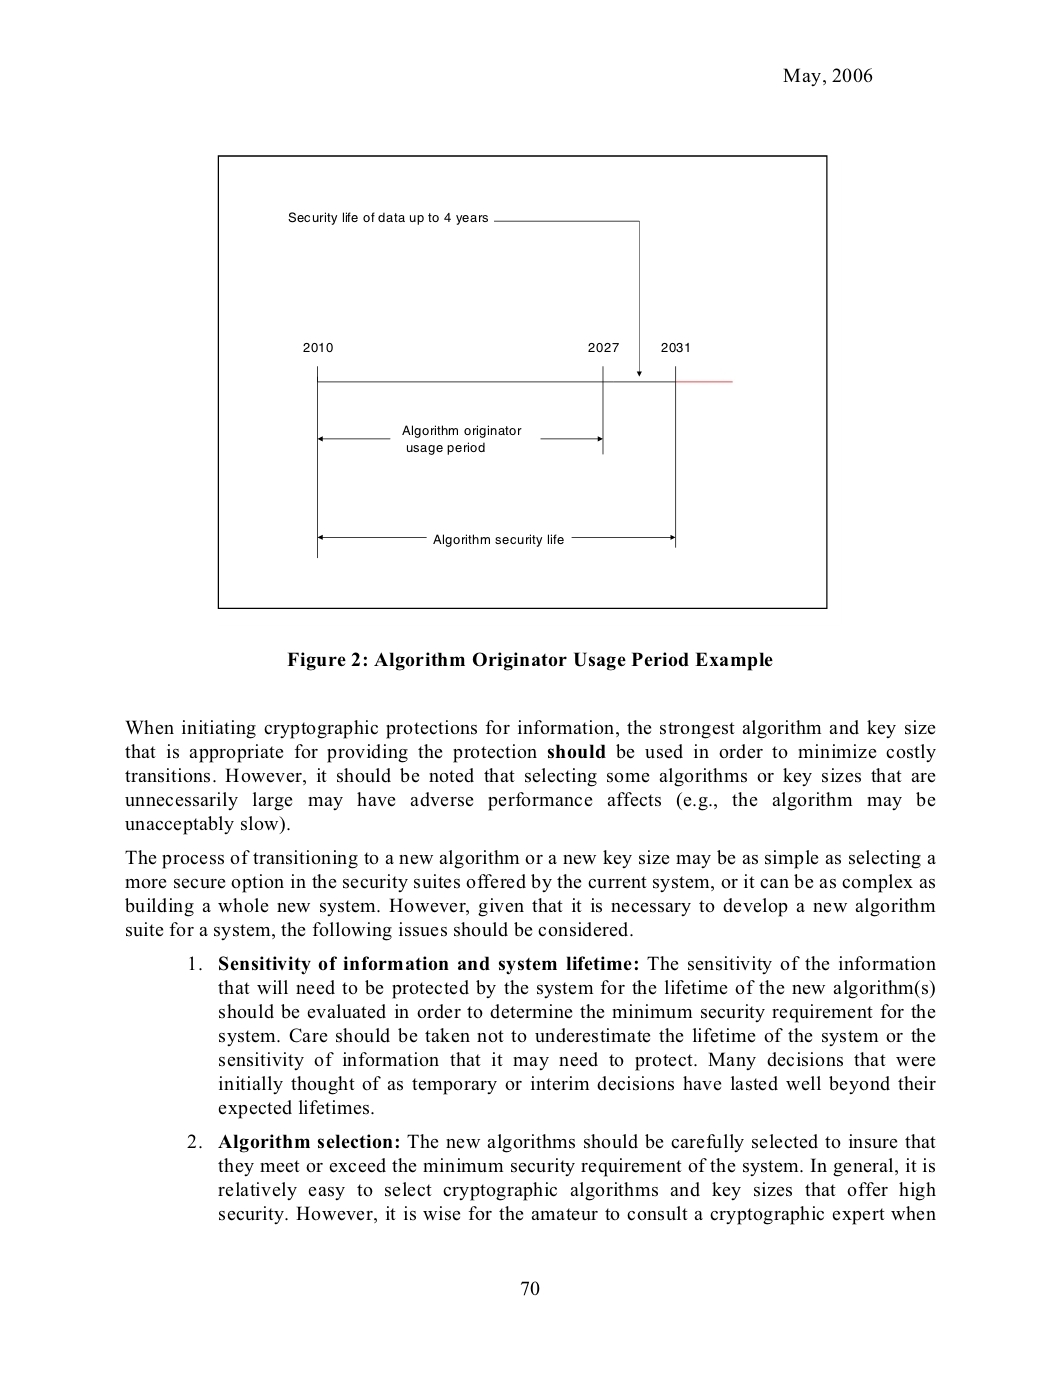 May, 2006
Security life of data up to 4 years
2010
2027
2031
Algorithm originator
usage period
Algorithm security life
Figure 2: Algorithm Originator Usage Period Example
When initiating cryptographic protections for information, the strongest algorithm and key size
that is appropriate for providing the protection should be used in order to minimize costly
transitions. However, it should be noted that selecting some algorithms or key sizes that are
unnecessarily large may have adverse performance affects (e.g., the algorithm may be
unacceptably slow).
The process of transitioning to a new algorithm or a new key size may be as simple as selecting a
more secure option in the security suites offered by the current system, or it can be as complex as
building a whole new system. However, given that it is necessary to develop a new algorithm
suite for a system, the following issues should be considered.
1. Sensitivity of information and system lifetime: The sensitivity of the information
that will need to be protected by the system for the lifetime of the new algorithm(s)
should be evaluated in order to determine the minimum security requirement for the
system. Care should be taken not to underestimate the lifetime of the system or the
sensitivity of information that it may need to protect. Many decisions that were
initially thought of as temporary or interim decisions have lasted well beyond their
expected lifetimes.
2. Algorithm selection: The new algorithms should be carefully selected to insure that
they meet or exceed the minimum security requirement of the system. In general, it is
relatively easy to select cryptographic algorithms and key sizes that offer high
security. However, it is wise for the amateur to consult a cryptographic expert when
70